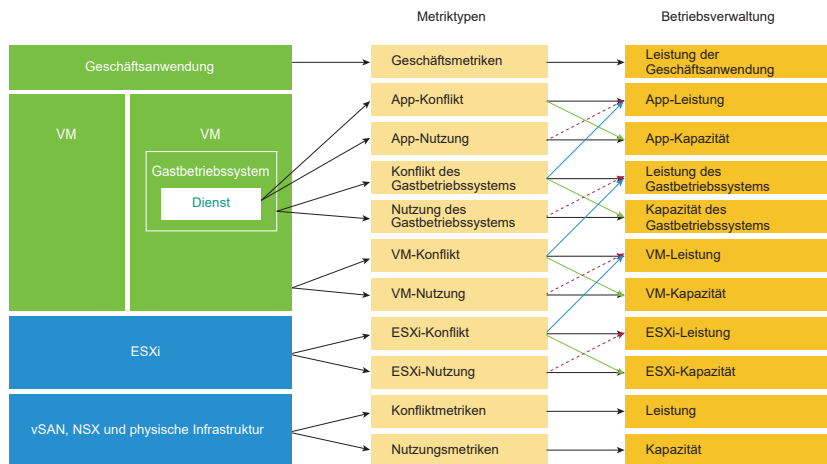 Metriktypen
Betriebsverwaltung
Geschäftsanwendung
Geschäftsmetriken
Leistung der
Geschäftsanwendung
VM
VM
Gastbetriebssystem
Dienst
App-Konflikt
App-Leistung
App-Nutzung
App-Kapazität
Konflikt des
Gastbetriebssystems
Leistung des
Gastbetriebssystems
Nutzung des
Gastbetriebssystems
Kapazität des
Gastbetriebssystems
VM-Konflikt
VM-Leistung
VM-Nutzung
VM-Kapazität
ESXi
ESXi-Konflikt
ESXi-Leistung
ESXi-Nutzung
ESXi-Kapazität
vSAN, NSX und physische Infrastruktur
Konfliktmetriken
Leistung
Nutzungsmetriken
Kapazität